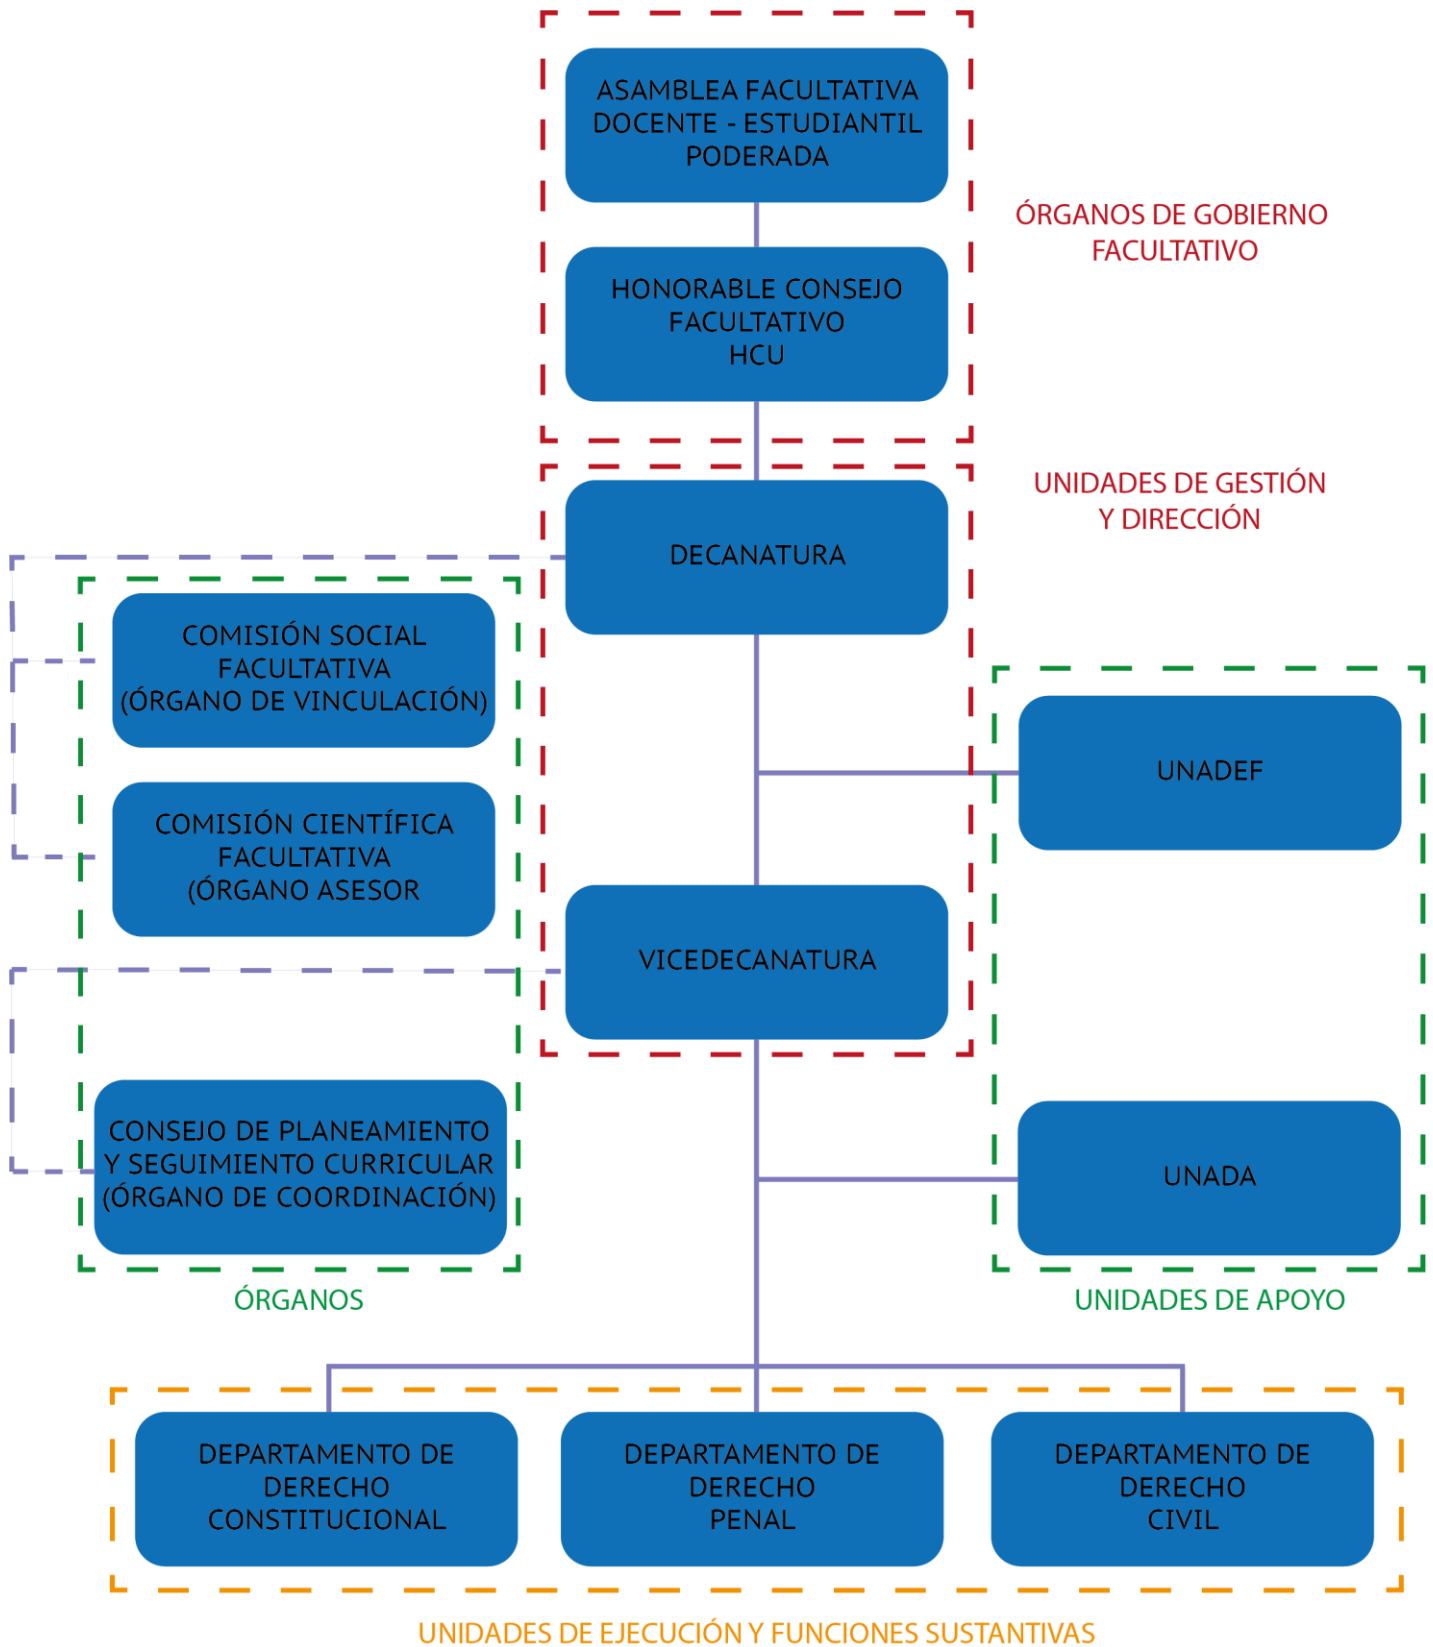 ASAMBLEA FACULTATIVA
DOCENTE - ESTUDIANTIL
PODERADA
ÓRGANOS DE GOBIERNO
FACULTATIVO
HONORABLE CONSEJO
FACULTATIVO
HCU
UNIDADES DE GESTIÓN
Y DIRECCIÓN
DECANATURA
COMISIÓN SOCIAL
FACULTATIVA
(ÓRGANO DE VINCULACIÓN)
UNADEF
COMISIÓN CIENTÍFICA
FACULTATIVA
(ÓRGANO ASESOR
VICEDECANATURA
CONSEJO DE PLANEAMIENTO
Y SEGUIMIENTO CURRICULAR
(ÓRGANO DE COORDINACIÓN)
UNADA
ÓRGANOS
UNIDADES DE APOYO
DEPARTAMENTO DE
DERECHO
CONSTITUCIONAL
DEPARTAMENTO DE
DERECHO
PENAL
DEPARTAMENTO DE
DERECHO
CIVIL
UNIDADES DE EJECUCIÓN Y FUNCIONES SUSTANTIVAS